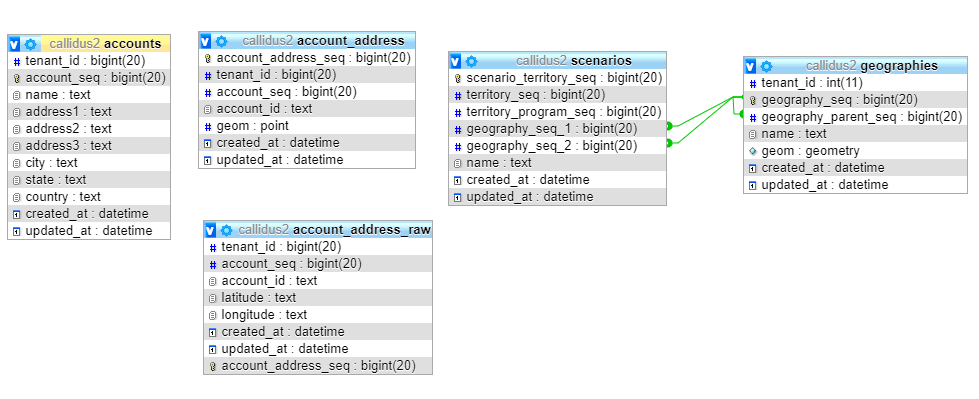 callidus2 accounts
tenant_id : bigint(20)
account_seq : bigint(20)
name : text
address1 : text
address2 : text
address3 : text
city : text
state : text
country : text
created_at : datetime
updated_at : datetime
callidus2 account_address
account_address_seq : bigint(20)
tenant_id : bigint(20)
account_seq : bigint(20)
account_id : text
geom : point
created_at : datetime
updated_at : datetime
callidus2 account_address_raw
tenant_id : bigint(20)
account_seq : bigint(20)
account_id : text
latitude : text
longitude : text
created_at : datetime
updated_at : datetime
account_address_seq : bigint(20)
callidus2 scenarios
scenario_territory_seq : bigint(20)
territory_seq : bigint(20)
territory_program_seq : bigint(20)
geography_seq_1 : bigint(20)
geography_seq_2 : bigint(20)
name : text
created_at : datetime
updated_at : datetime
callidus2 geographies
tenant_id : int(11)
geography_seq : bigint(20)
geography_parent_seq : bigint(20)
name : text
geom : geometry
created_at : datetime
updated_at : datetime